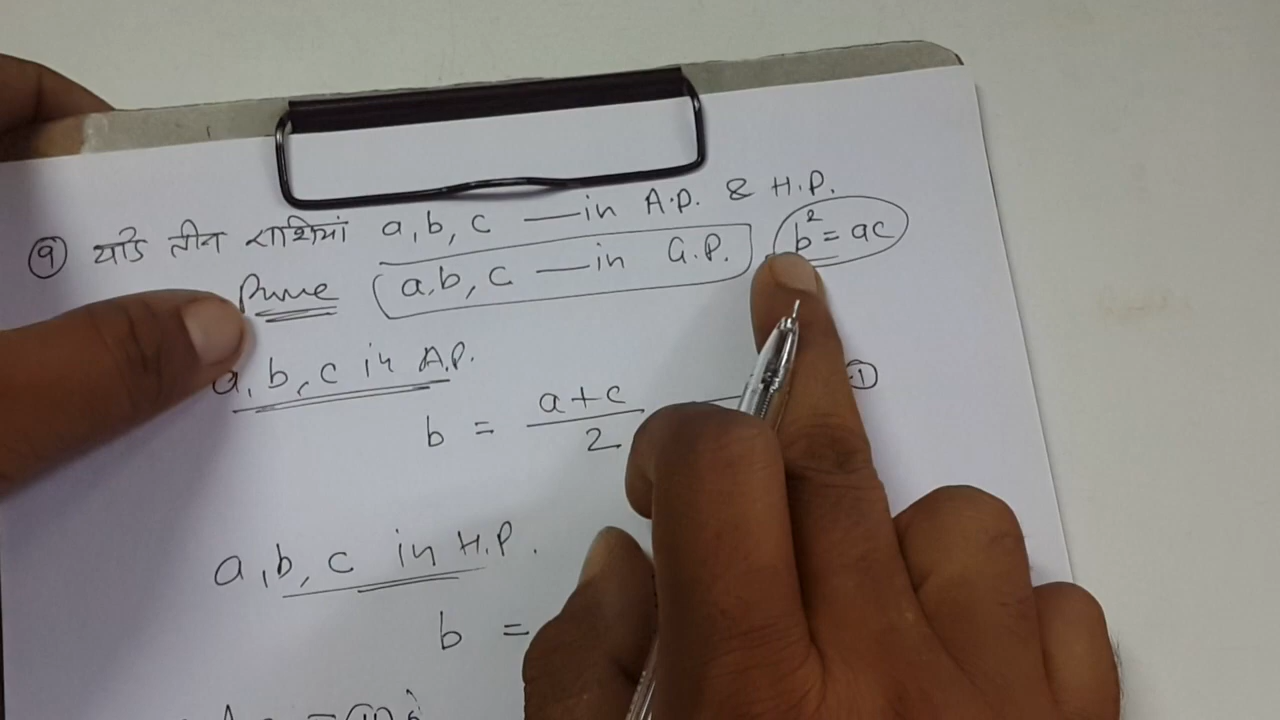 9 यदि तीन राशियां a, b, c — in A.P. & H.P.
Prove a, b, c — in G.P. b² = ac
a, b, c in A.P.
b = a+c / 2 1
a, b, c in H.P.
b =